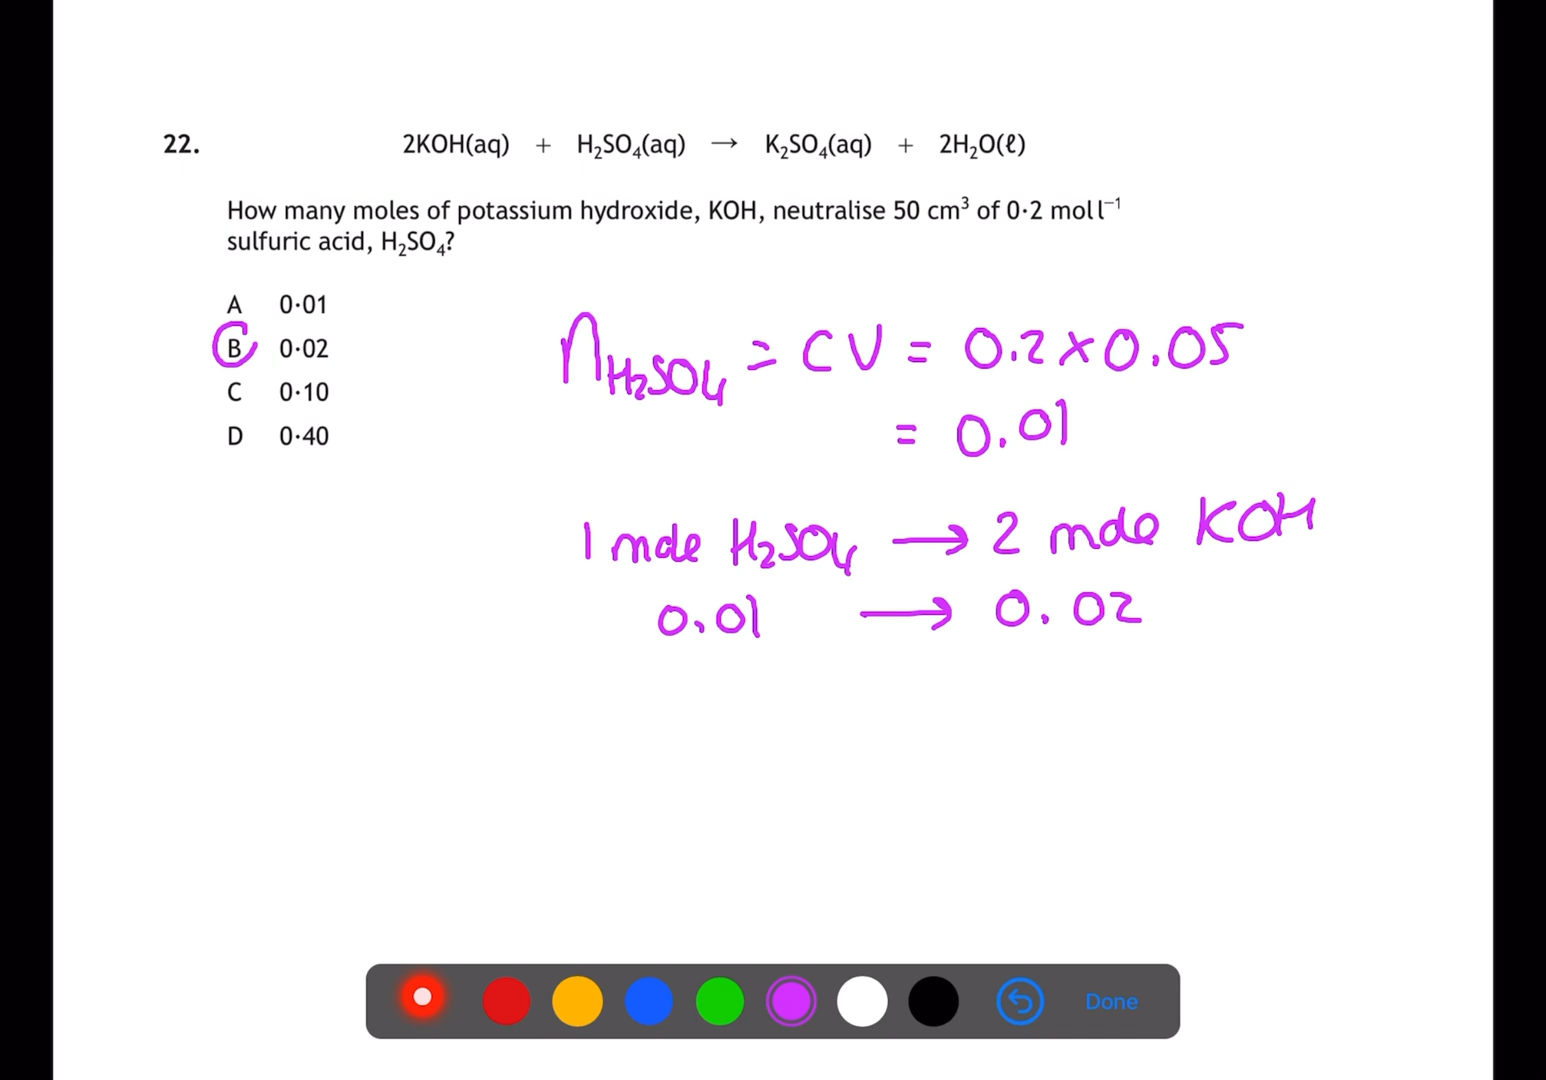 22. 2KOH(aq) + H₂SO₄(aq) → K₂SO₄(aq) + 2H₂O(ℓ)
How many moles of potassium hydroxide, KOH, neutralise 50 cm³ of 0·2 mol l⁻¹
sulfuric acid, H₂SO₄?
A 0·01
B 0·02
C 0·10
D 0·40
n H₂SO₄ = CV = 0.2 × 0.05
= 0.01
1 mole H₂SO₄ → 2 mole KOH
0.01 → 0.02
Done